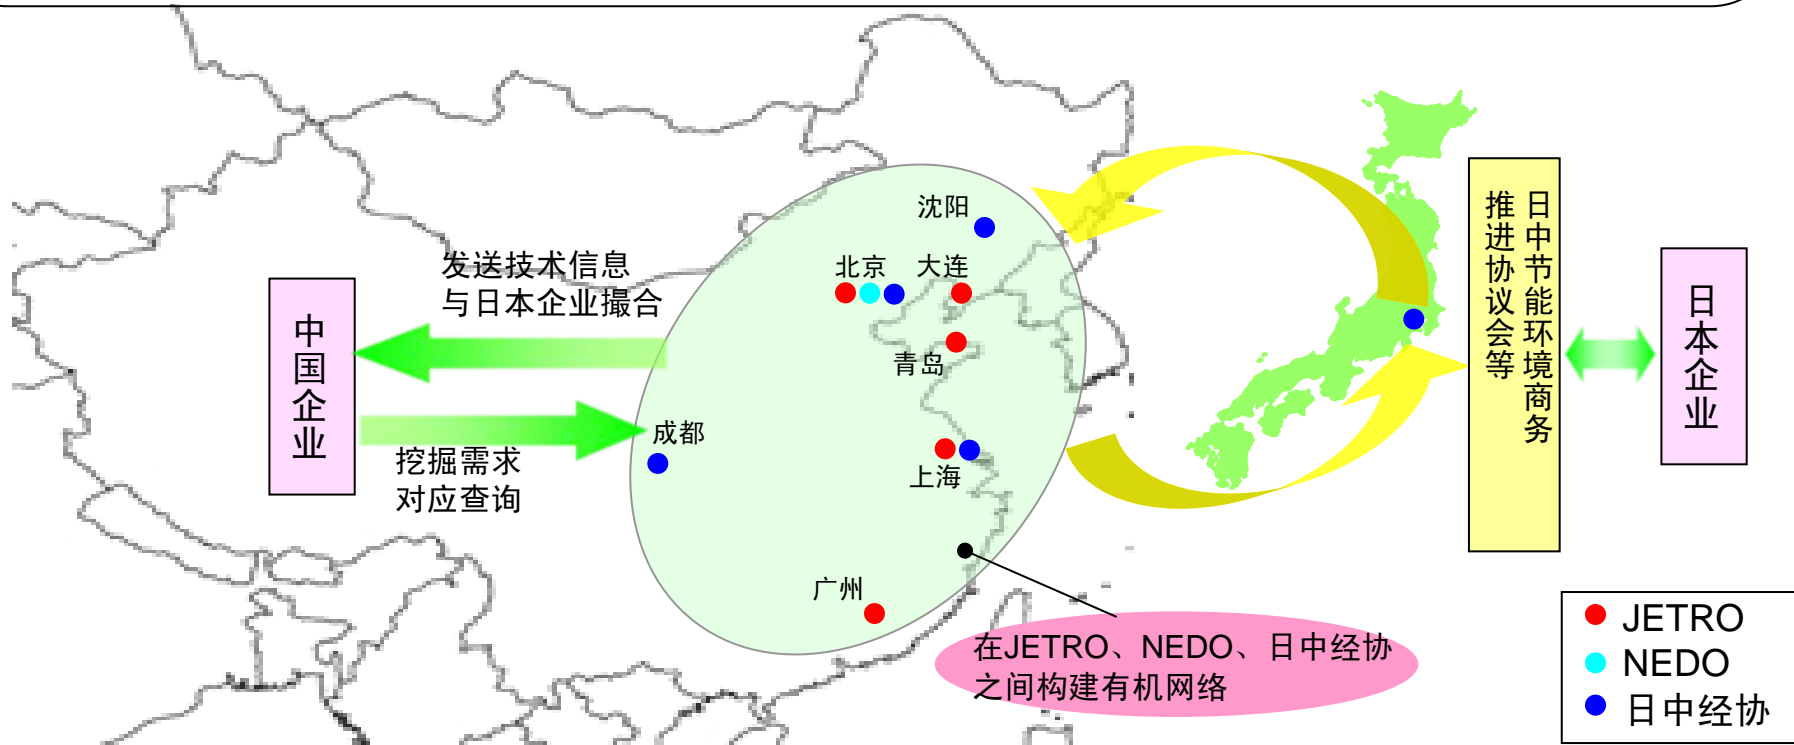 沈阳
北京
大连
青岛
成都
上海
广州
发送技术信息
与日本企业撮合
中国企业
挖掘需求
对应查询
日中节能环境商务
推进协议会等
日本企业
在JETRO、NEDO、日中经协
之间构建有机网络
JETRO
NEDO
日中经协